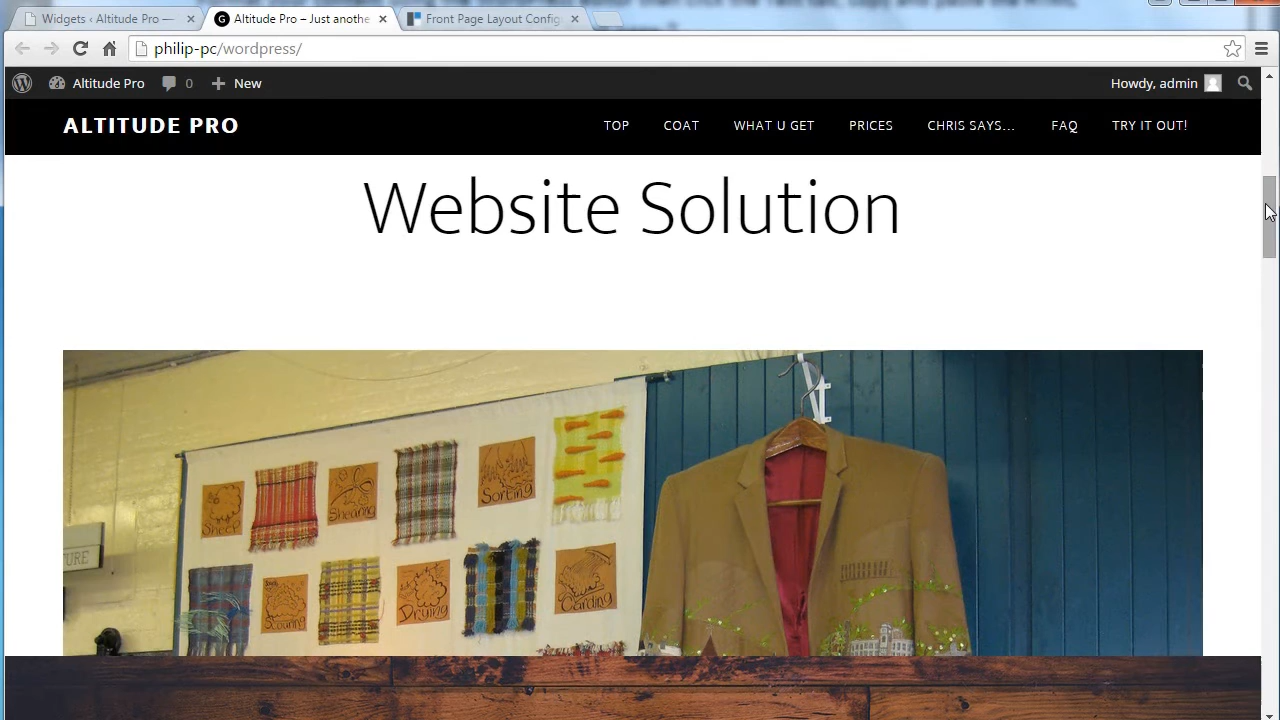 Widgets ‹ Altitude Pro —
Altitude Pro – Just anothe
Front Page Layout Config
philip-pc/wordpress/
Altitude Pro
0
New
Howdy, admin
ALTITUDE PRO
TOP
COAT
WHAT U GET
PRICES
CHRIS SAYS...
FAQ
TRY IT OUT!
Website Solution
Sheep
Shearing
Sorting
Scouring
Drying
Carding
TURE